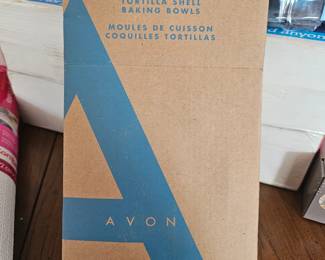 TORTILLA SHELL
BAKING BOWLS
MOULES DE CUISSON
COQUILLES TORTILLAS
AVON